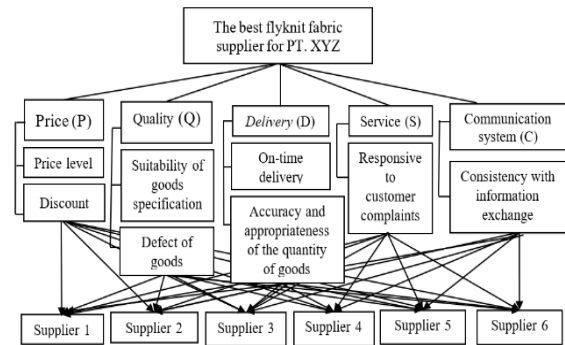 The best flyknit fabric
supplier for PT. XYZ
Price (P)
Price level
Discount
Quality (Q)
Suitability of
goods
specification
Defect of
goods
Delivery (D)
On-time
delivery
Accuracy and
appropriateness
of the quantity
of goods
Service (S)
Responsive
to
customer
complaints
Communication
system (C)
Consistency with
information
exchange
Supplier 1
Supplier 2
Supplier 3
Supplier 4
Supplier 5
Supplier 6